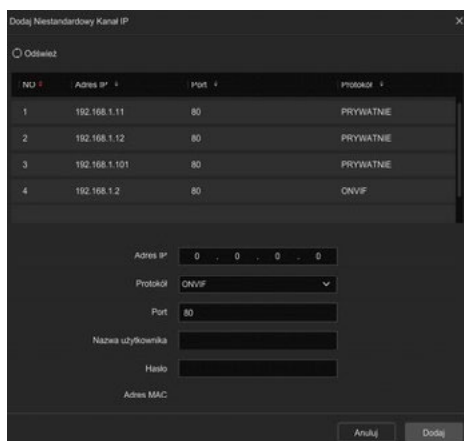 Dodaj Niestandardowy Kanał IP
Odśwież
NO Adres IP Port Protokół
1 192.168.1.11 80 PRYWATNIE
2 192.168.1.12 80 PRYWATNIE
3 192.168.1.101 80 PRYWATNIE
4 192.168.1.2 80 ONVIF
Adres IP 0 . 0 . 0 . 0
Protokół ONVIF
Port 80
Nazwa użytkownika
Hasło
Adres MAC
Anuluj Dodaj